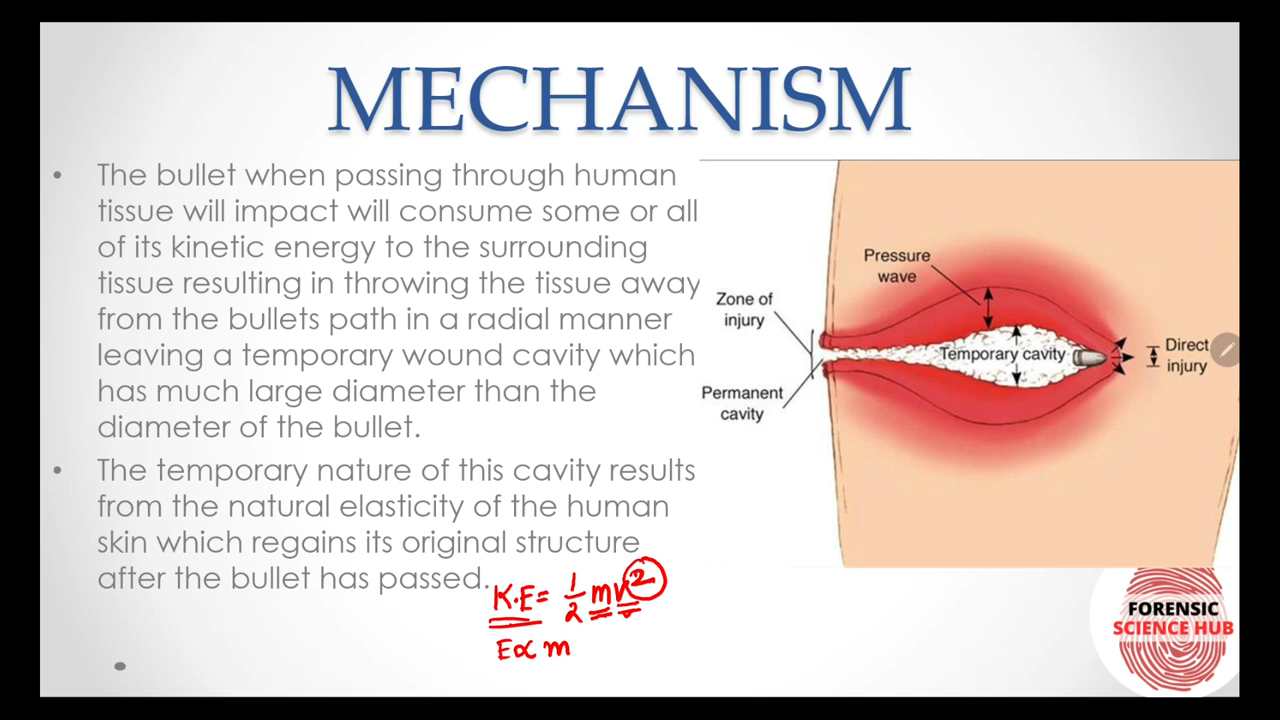 MECHANISM
• The bullet when passing through human
tissue will impact will consume some or all
of its kinetic energy to the surrounding
tissue resulting in throwing the tissue away
from the bullets path in a radial manner
leaving a temporary wound cavity which
has much large diameter than the
diameter of the bullet.
• The temporary nature of this cavity results
from the natural elasticity of the human
skin which regains its original structure
after the bullet has passed.
K.E = 1/2 mv²
E ∝ m
Pressure
wave
Zone of
injury
Temporary cavity
Direct
injury
Permanent
cavity
FORENSIC
SCIENCE HUB